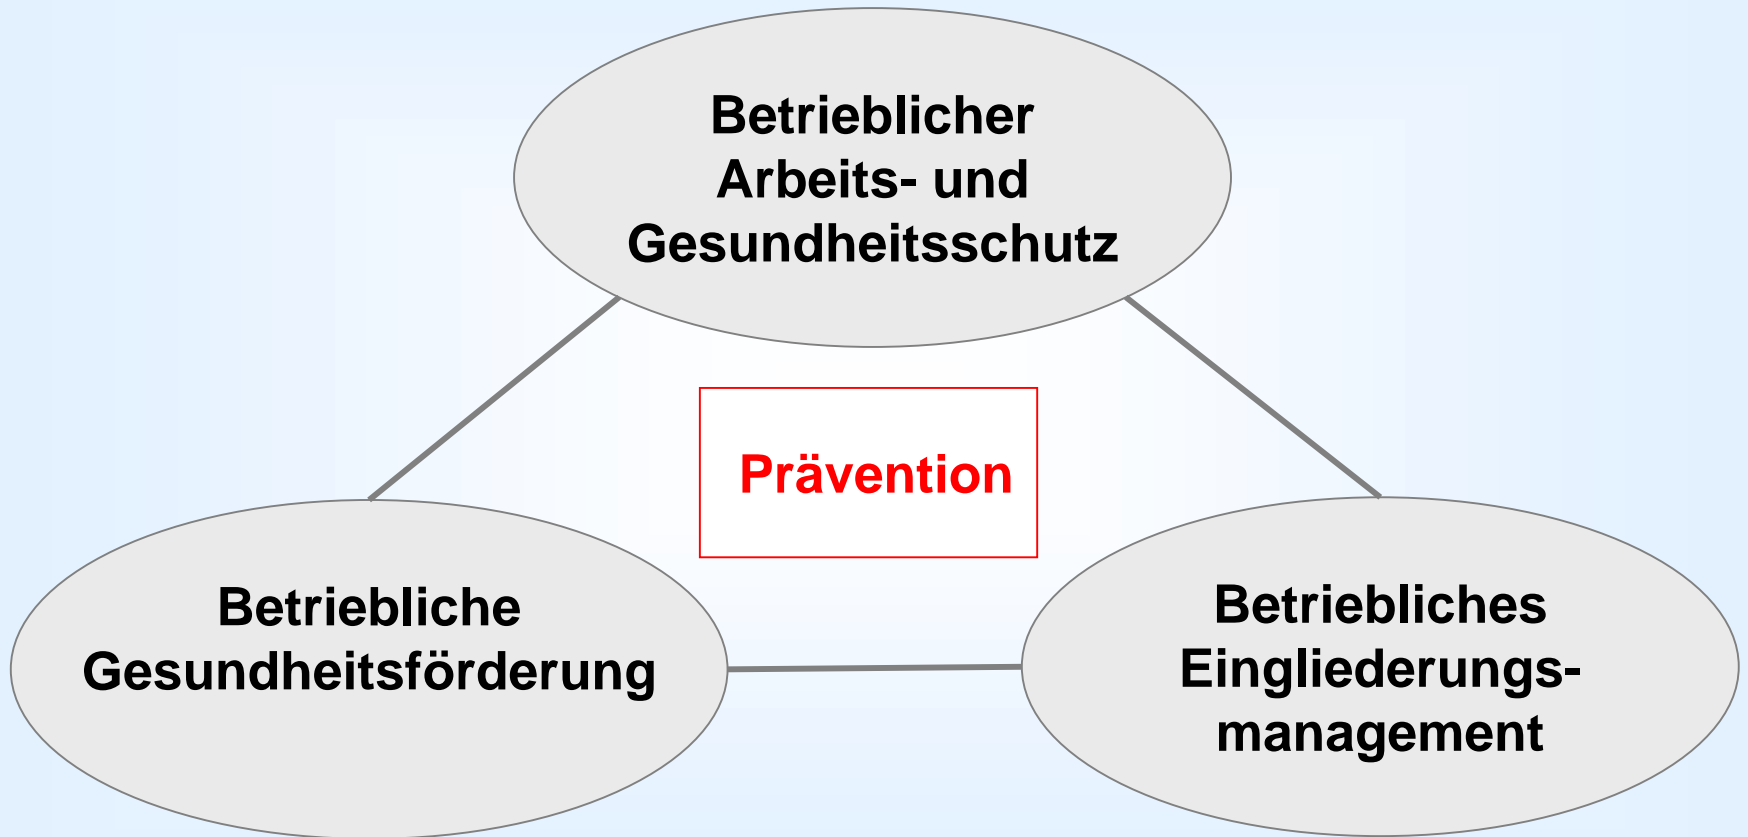 Betrieblicher
Arbeits- und
Gesundheitsschutz
Prävention
Betriebliche
Gesundheitsförderung
Betriebliches
Eingliederungs-
management